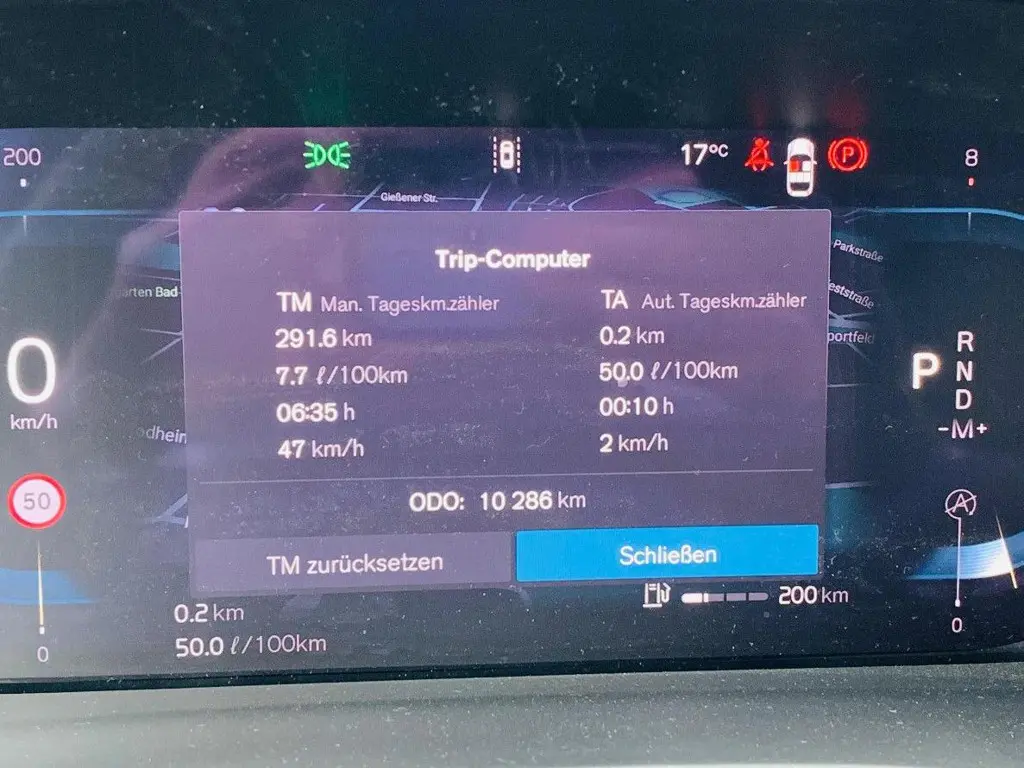 200
17°C
P
8
Gießener Str.
Trip-Computer
Parkstraße
TM Man. Tageskm.zähler
TA Aut. Tageskm.zähler
291.6 km
0.2 km
7.7 ℓ/100km
50.0 ℓ/100km
06:35 h
00:10 h
47 km/h
2 km/h
ODO: 10 286 km
TM zurücksetzen
Schließen
0
km/h
50
P
R
N
D
-M+
A
200 km
0.2 km
50.0 ℓ/100km
0
0